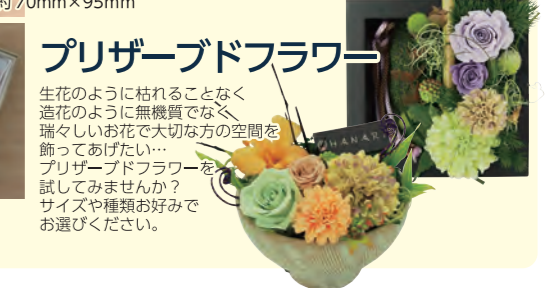 約70mm×95mm
プリザーブドフラワー
生花のように枯れることなく
造花のように無機質でなく、
瑞々しいお花で大切な方の空間を
飾ってあげたい…
プリザーブドフラワーを
試してみませんか？
サイズや種類お好みで
お選びください。
HANARI